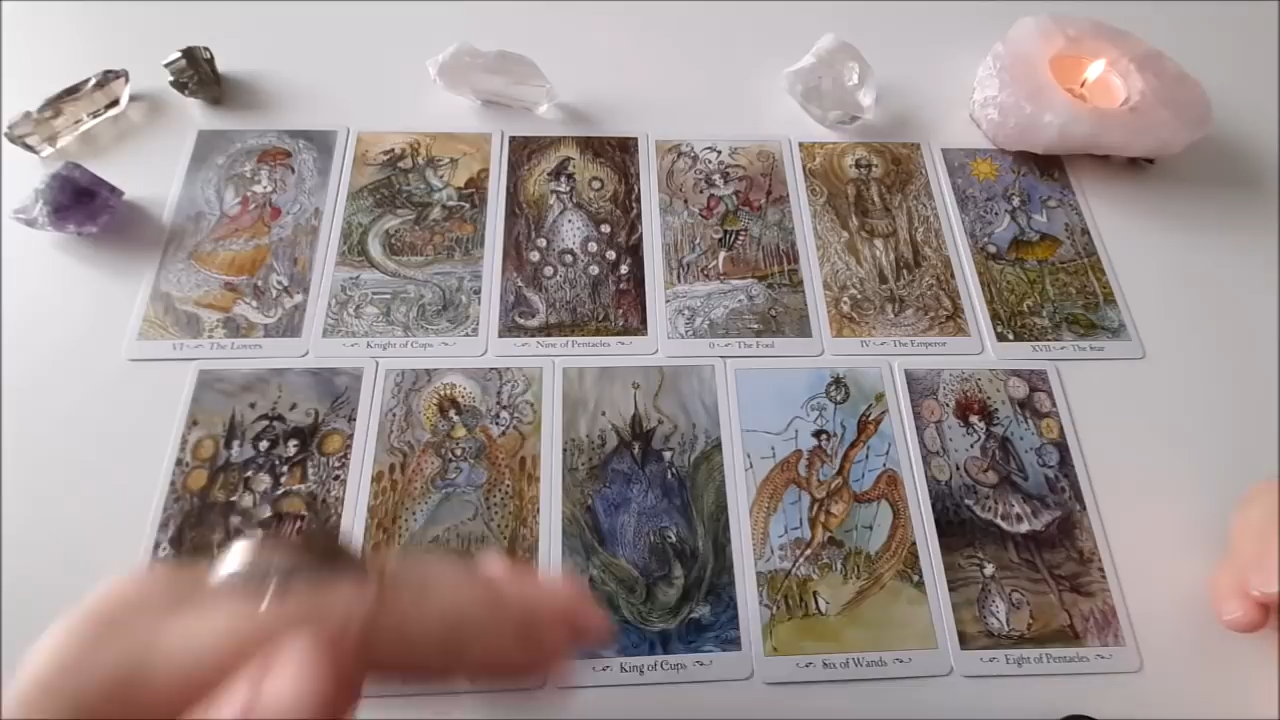 VI The Lovers
Knight of Cups
Nine of Pentacles
0 The Fool
IV The Emperor
XVII The Star
King of Cups
Six of Wands
Eight of Pentacles